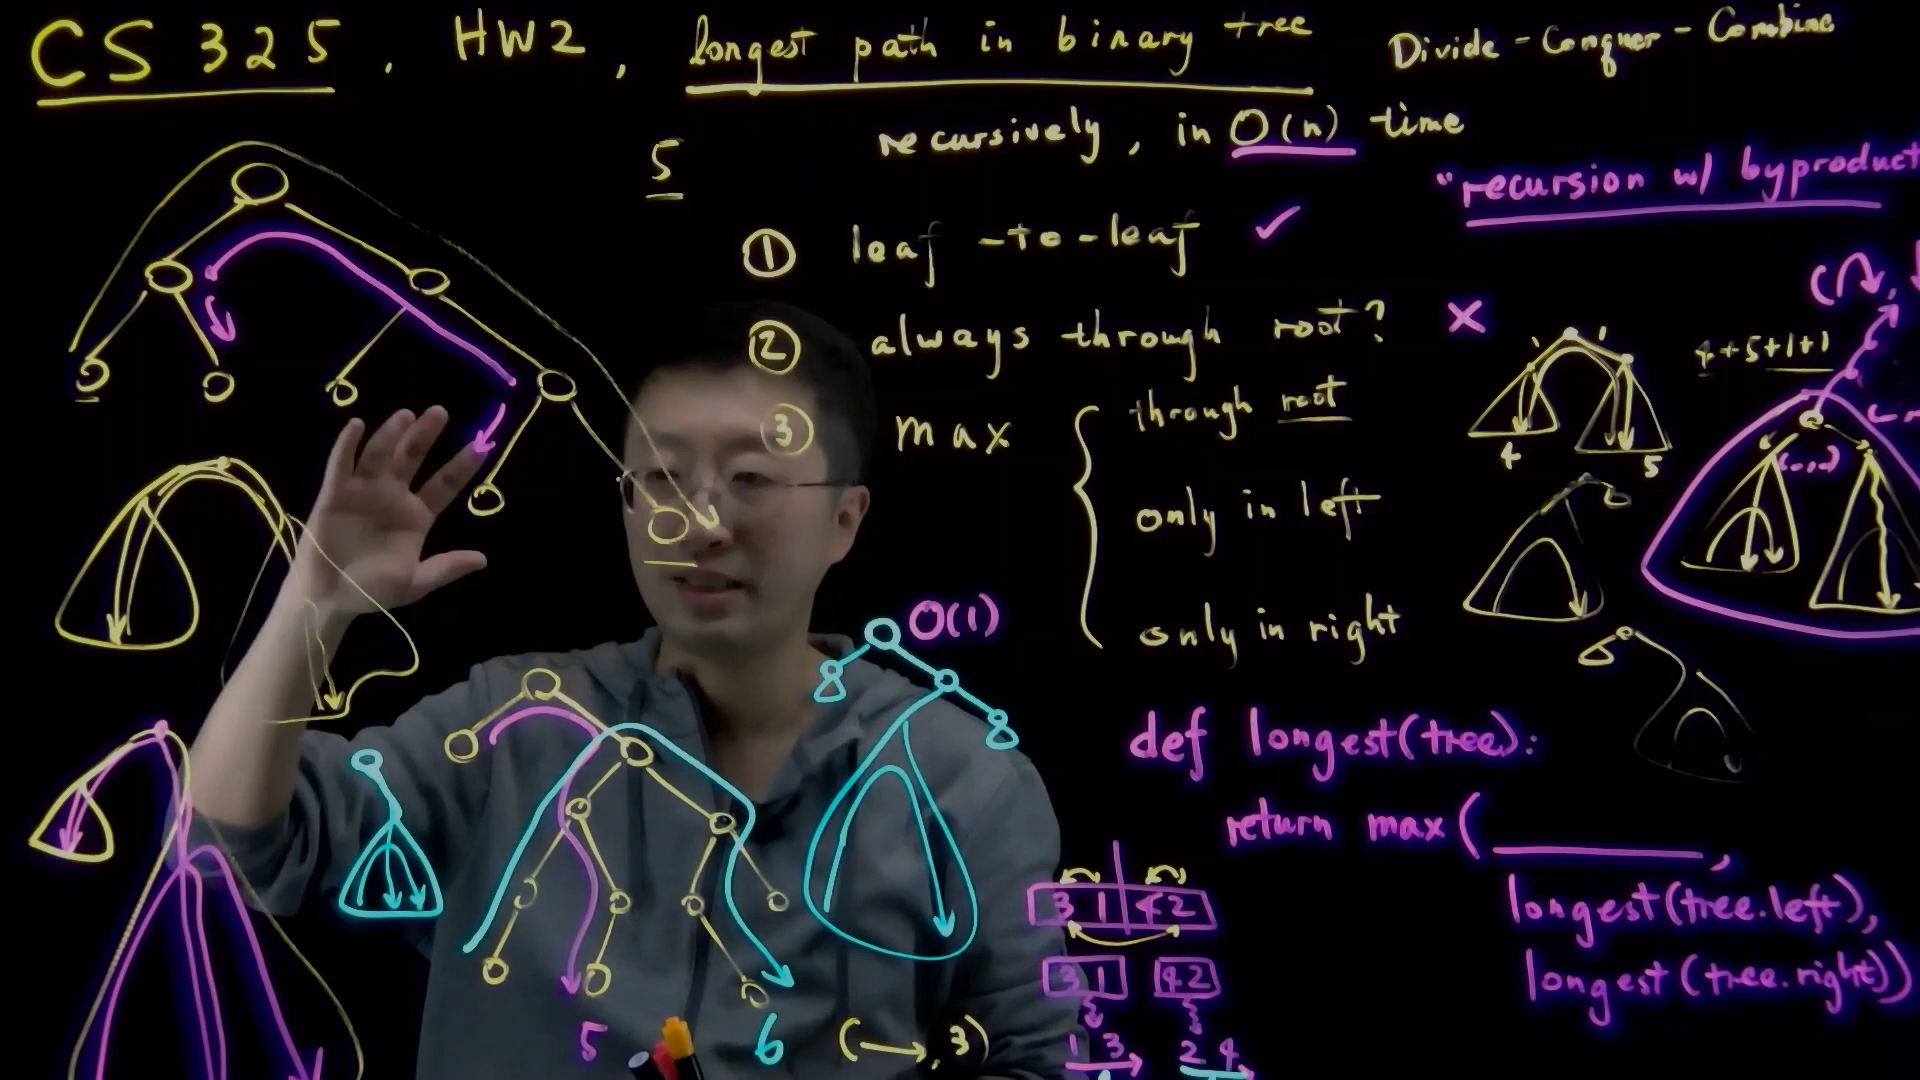 CS 325, HW2, longest path in binary tree
Divide-Conquer-Combine
recursively, in O(n) time
"recursion w/ byproduct
5
① leaf-to-leaf ✓
② always through root? ×
③ max
through root
only in left
only in right
4+5+1+1
4 5
O(1)
def longest(tree):
return max(________,
longest(tree.left),
longest(tree.right))
3 1 4 2
3 1 4 2
1 3 2 4
5
6
(→, 3)